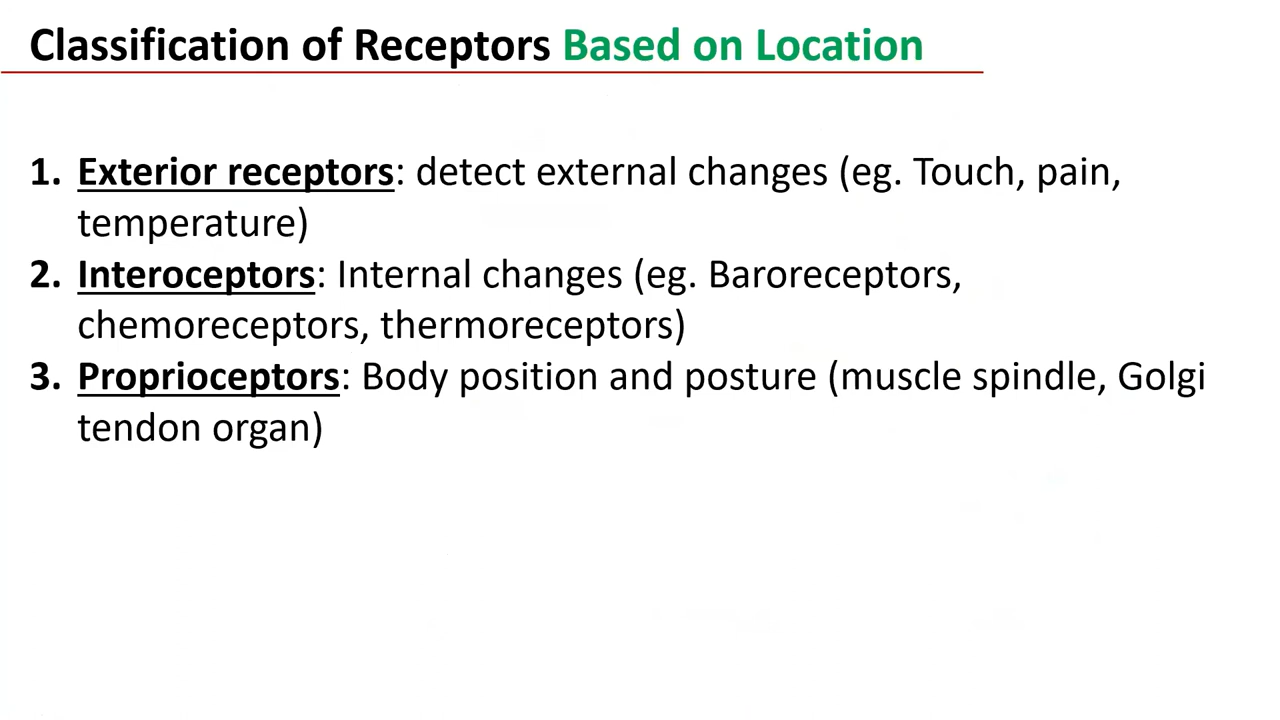 Classification of Receptors Based on Location
1. Exterior receptors: detect external changes (eg. Touch, pain,
temperature)
2. Interoceptors: Internal changes (eg. Baroreceptors,
chemoreceptors, thermoreceptors)
3. Proprioceptors: Body position and posture (muscle spindle, Golgi
tendon organ)